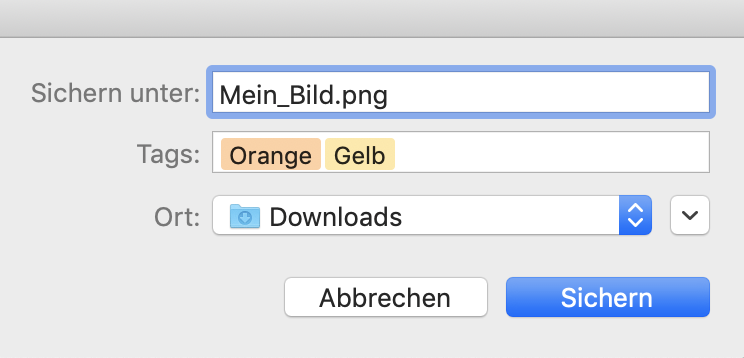 Sichern unter: Mein_Bild.png
Tags: Orange Gelb
Ort: Downloads
Abbrechen Sichern